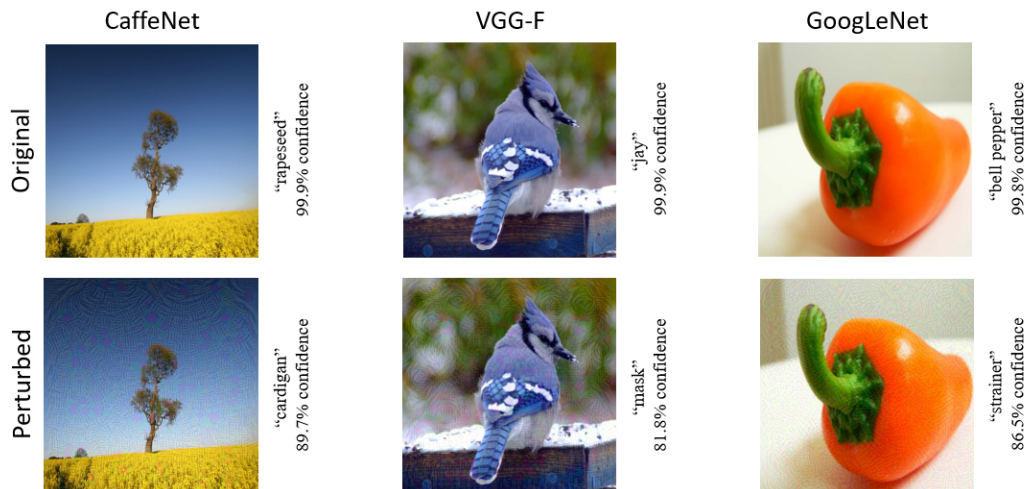 CaffeNet
VGG-F
GoogLeNet
Original
“rapeseed”
99.9% confidence
“jay”
99.9% confidence
“bell pepper”
99.8% confidence
Perturbed
“cardigan”
89.7% confidence
“mask”
81.8% confidence
“strainer”
86.5% confidence